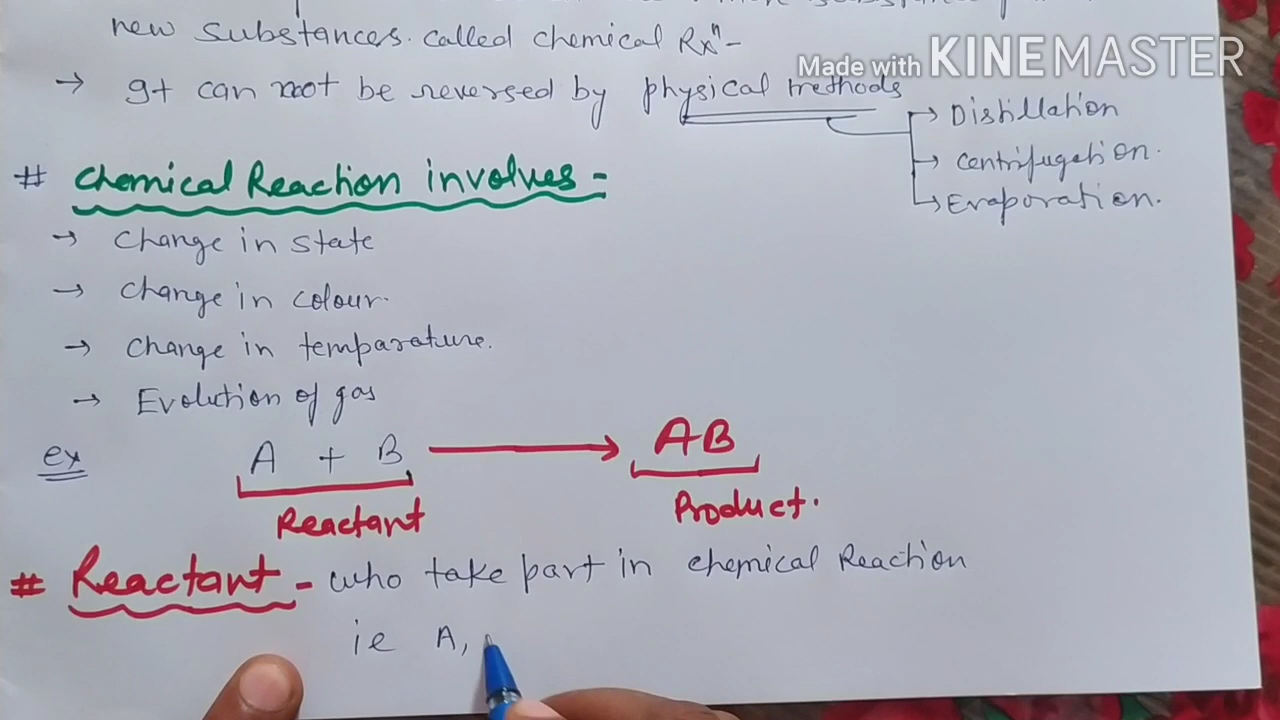 new substances. called chemical Rxⁿ-
Made with KINEMASTER
→ It can not be reversed by physical methods
→ Distillation
→ Centrifugation.
→ Evaporation.
# Chemical Reaction involves-
→ Change in state
→ Change in colour.
→ Change in temparature.
→ Evolution of gas
ex A + B → AB
Reactant Product.
# Reactant - who take part in chemical Reaction
ie A,